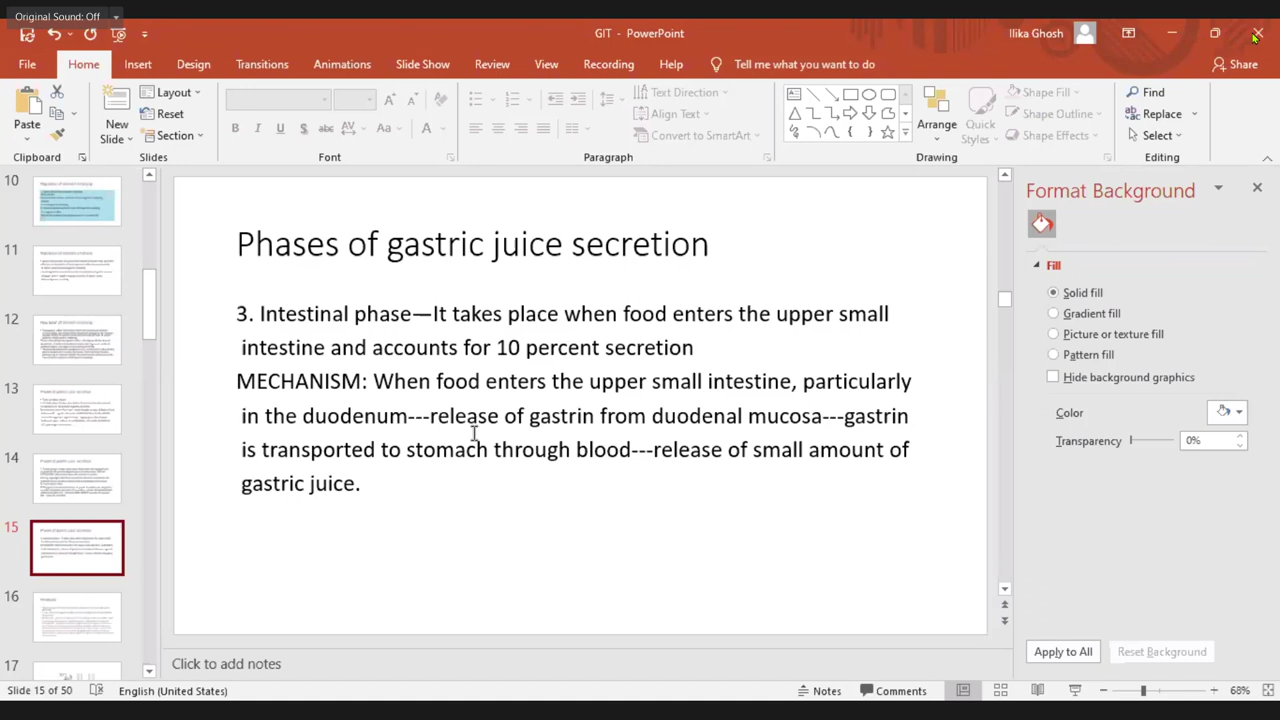 Original Sound: Off
GIT - PowerPoint
Ilika Ghosh
File Home Insert Design Transitions Animations Slide Show Review View Recording Help Tell me what you want to do Share
Paste
Clipboard
New Slide
Layout
Reset
Section
Slides
B I U S abc AV Aa A
Font
Text Direction
Align Text
Convert to SmartArt
Paragraph
Arrange
Quick Styles
Shape Fill
Shape Outline
Shape Effects
Drawing
Find
Replace
Select
Editing
10
11
12
13
14
15
16
17
Phases of gastric juice secretion
3. Intestinal phase—It takes place when food enters the upper small
intestine and accounts for 10 percent secretion
MECHANISM: When food enters the upper small intestine, particularly
in the duodenum---release of gastrin from duodenal mucosa---gastrin
is transported to stomach through blood---release of small amount of
gastric juice.
Click to add notes
Format Background
Fill
Solid fill
Gradient fill
Picture or texture fill
Pattern fill
Hide background graphics
Color
Transparency 0%
Apply to All Reset Background
Slide 15 of 50 English (United States) Notes Comments 68%